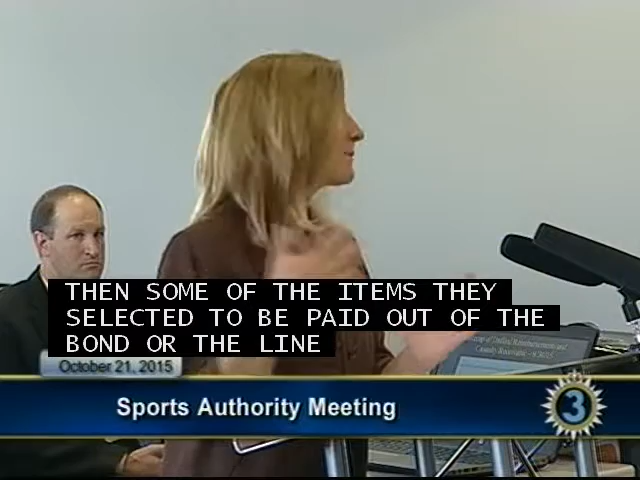 THEN SOME OF THE ITEMS THEY
SELECTED TO BE PAID OUT OF THE
BOND OR THE LINE
October 21, 2015
Sports Authority Meeting
3